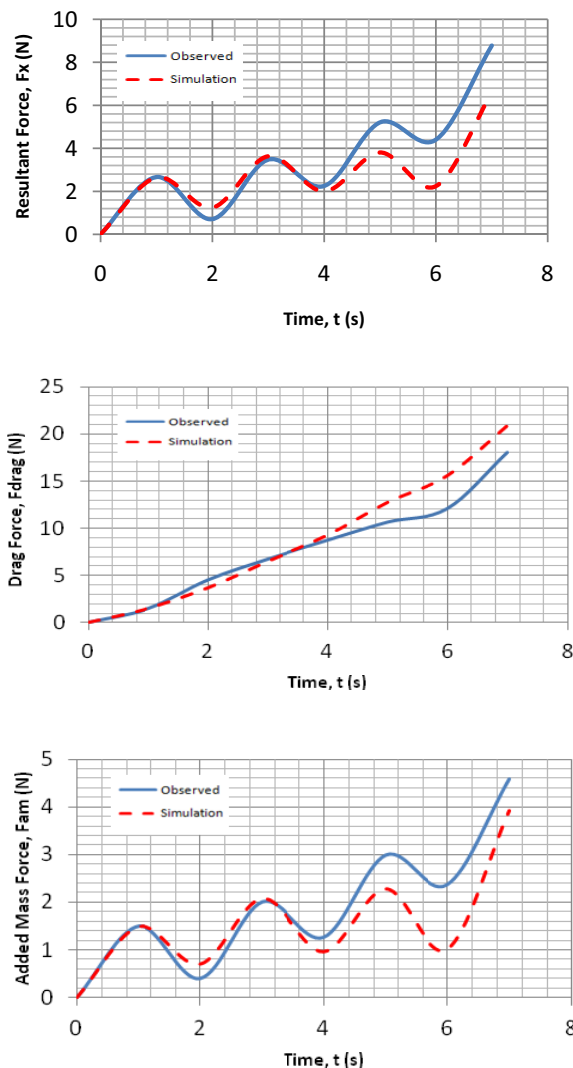 Resultant Force, Fx (N)
10
8
6
4
2
0
Observed
Simulation
0 2 4 6 8
Time, t (s)
Drag Force, Fdrag (N)
25
20
15
10
5
0
Observed
Simulation
0 2 4 6 8
Time, t (s)
Added Mass Force, Fam (N)
5
4
3
2
1
0
Observed
Simulation
0 2 4 6 8
Time, t (s)